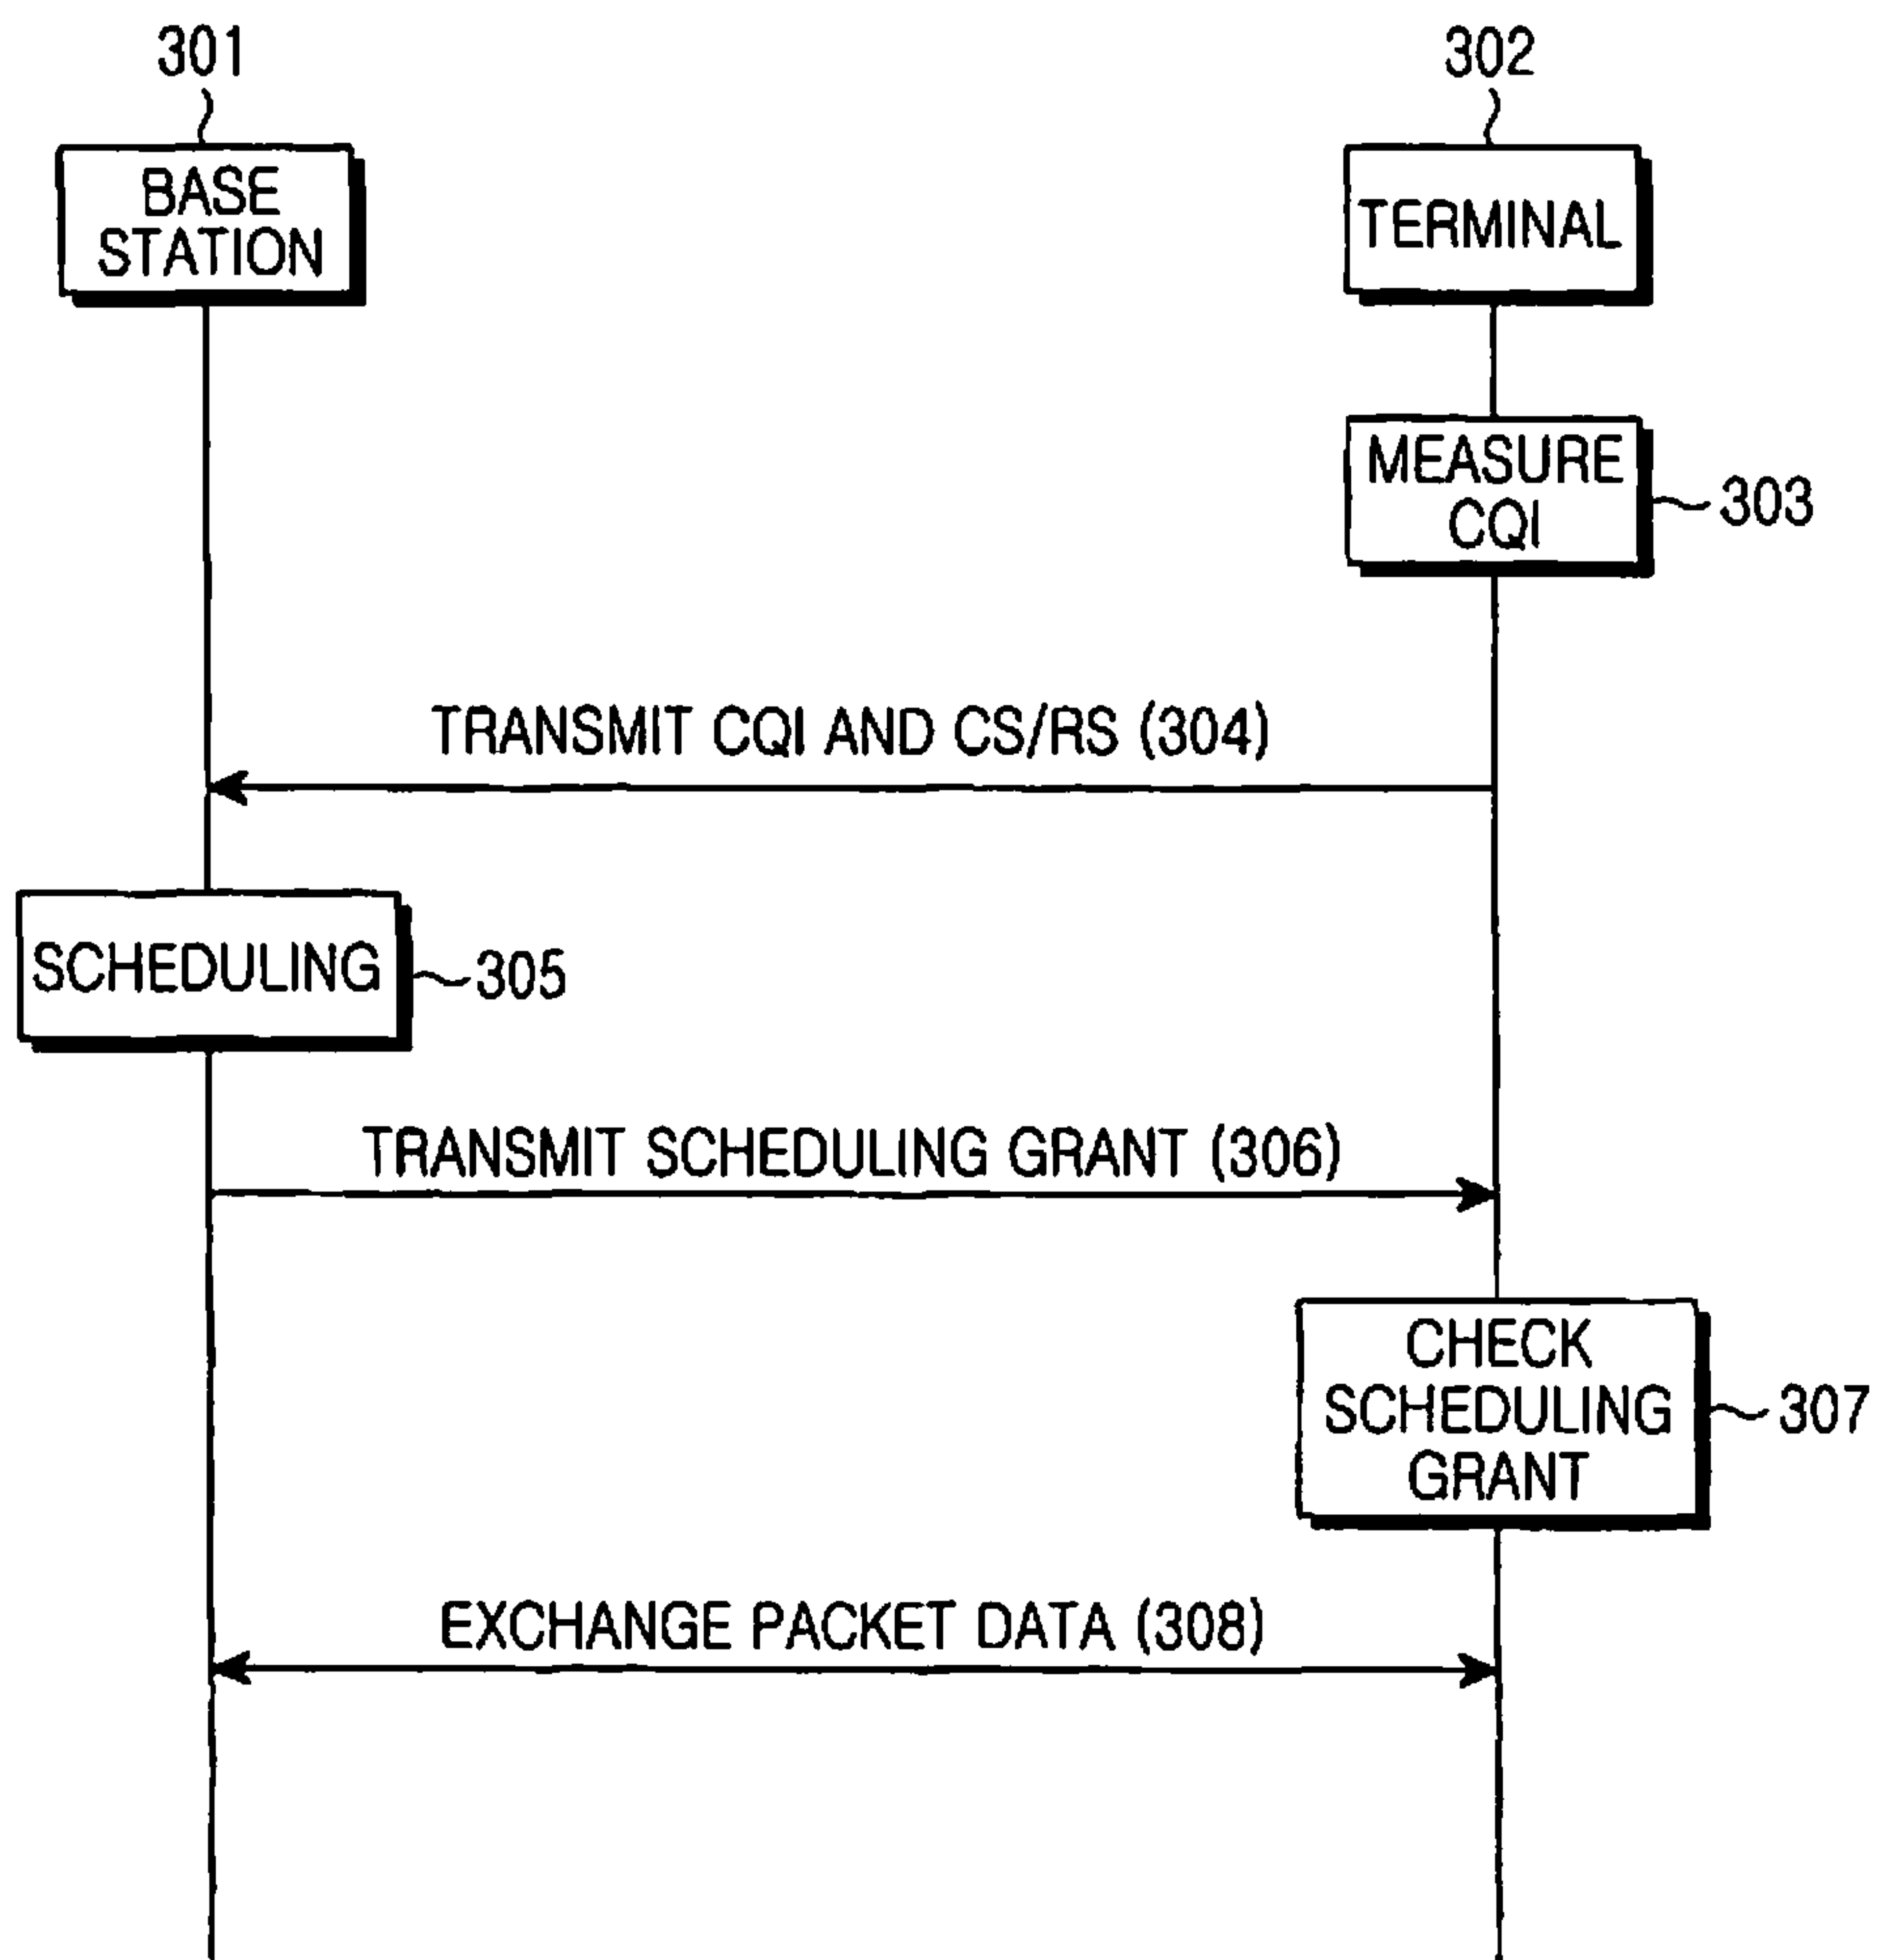 301
302
BASE
STATION
TERMINAL
MEASURE
CQI
303
TRANSMIT CQI AND CS/RS (304)
SCHEDULING
305
TRANSMIT SCHEDULING GRANT (306)
CHECK
SCHEDULING
GRANT
307
EXCHANGE PACKET DATA (308)